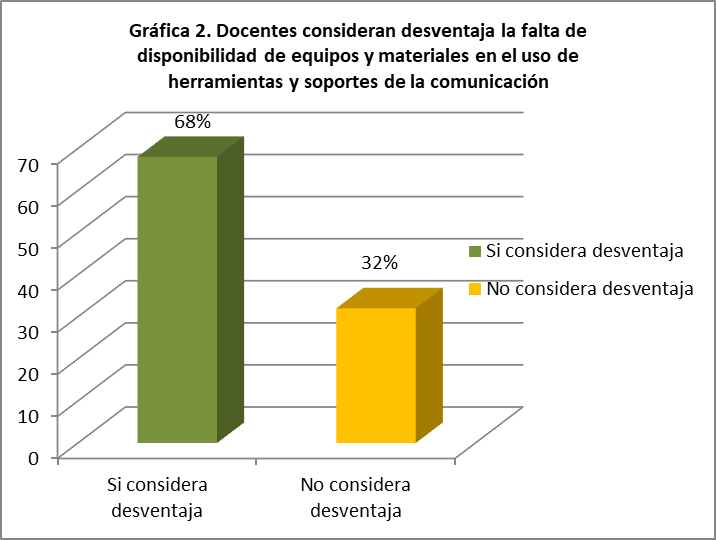 Gráfica 2. Docentes consideran desventaja la falta de
disponibilidad de equipos y materiales en el uso de
herramientas y soportes de la comunicación
68%
32%
70
60
50
40
30
20
10
0
Si considera
desventaja
No considera
desventaja
Si considera desventaja
No considera desventaja